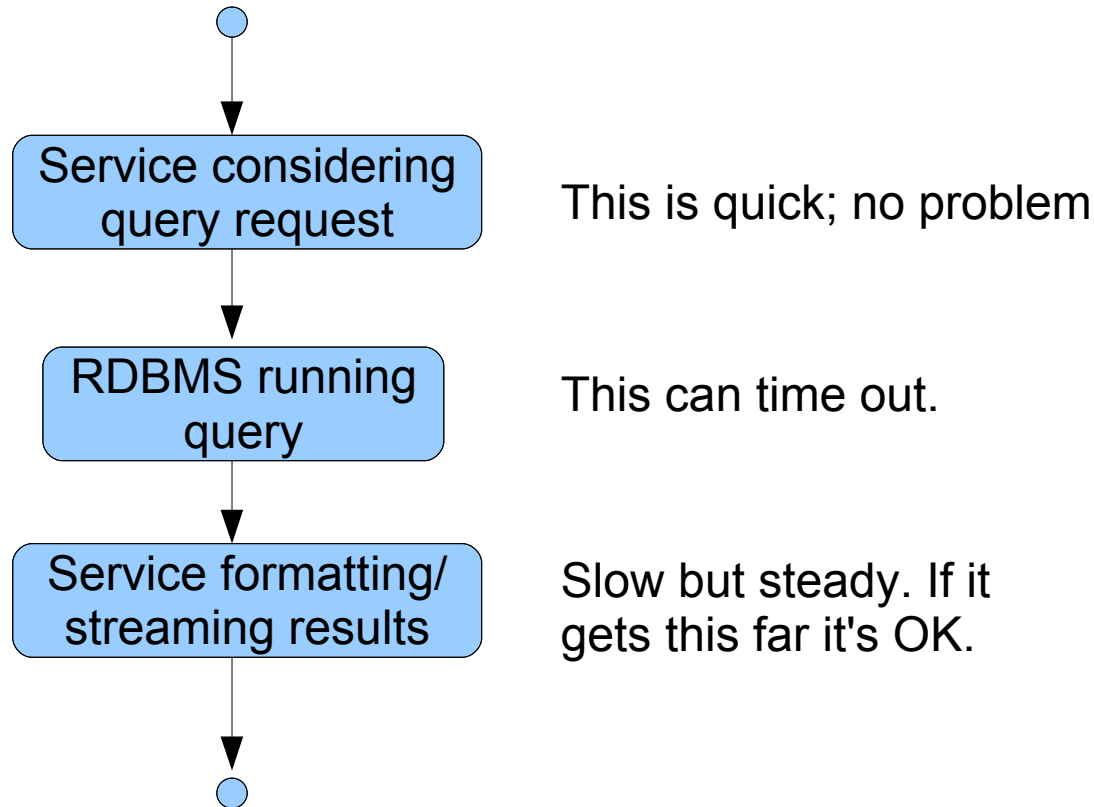 Service considering
query request
This is quick; no problem
RDBMS running
query
This can time out.
Service formatting/
streaming results
Slow but steady. If it
gets this far it's OK.